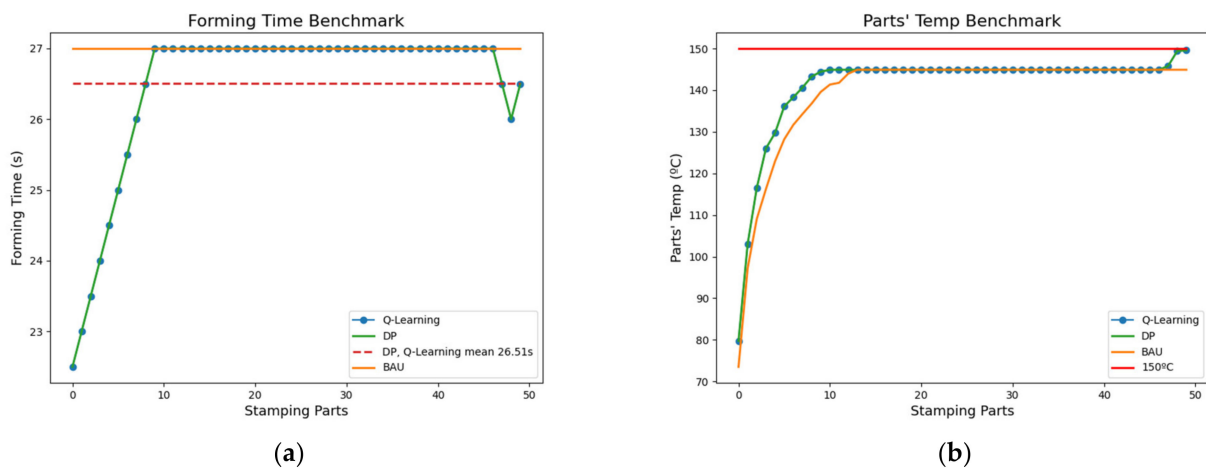 Forming Time Benchmark
27
26
25
24
23
Forming Time (s)
0
10
20
30
40
50
Stamping Parts
Q-Learning
DP
DP, Q-Learning mean 26.51s
BAU
(a)
Parts' Temp Benchmark
150
140
130
120
110
100
90
80
70
Parts' Temp (ºC)
0
10
20
30
40
50
Stamping Parts
Q-Learning
DP
BAU
150ºC
(b)